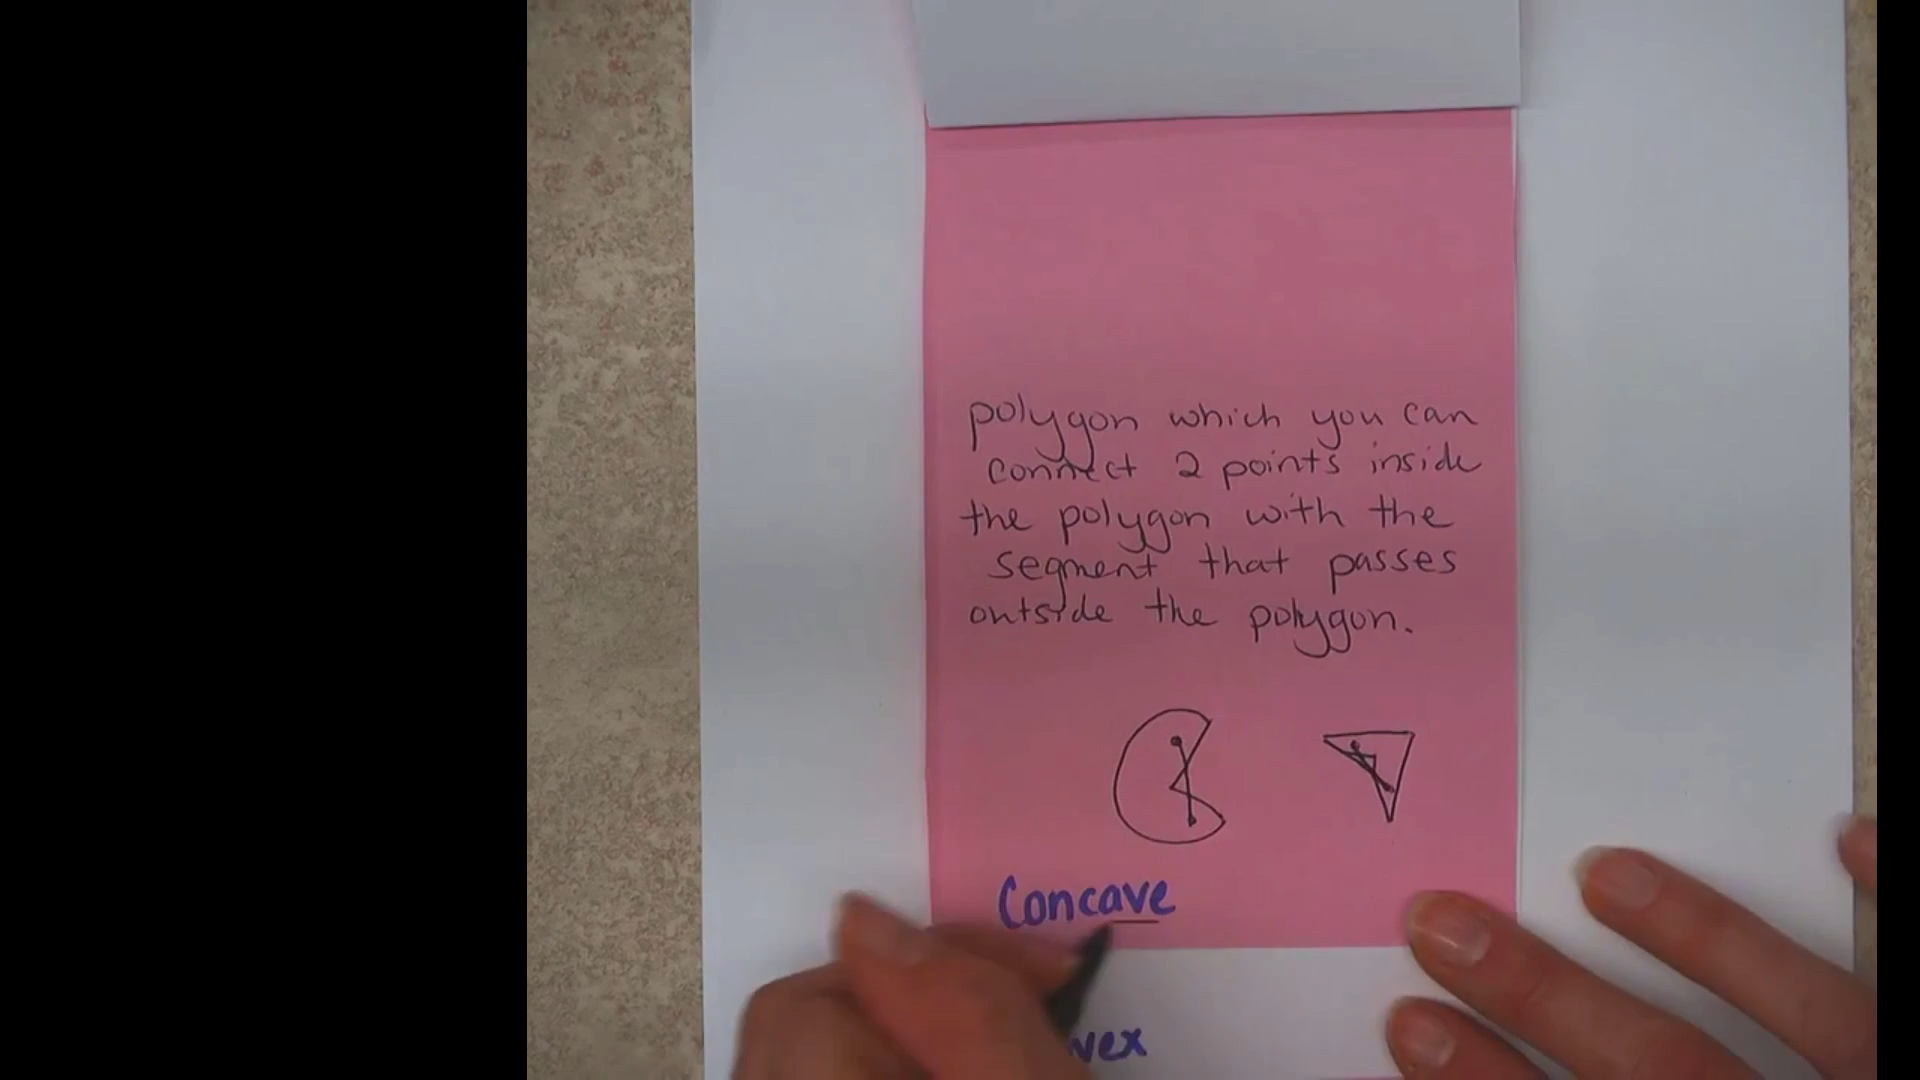 polygon which you can
connect 2 points inside
the polygon with the
segment that passes
outside the polygon.
Concave